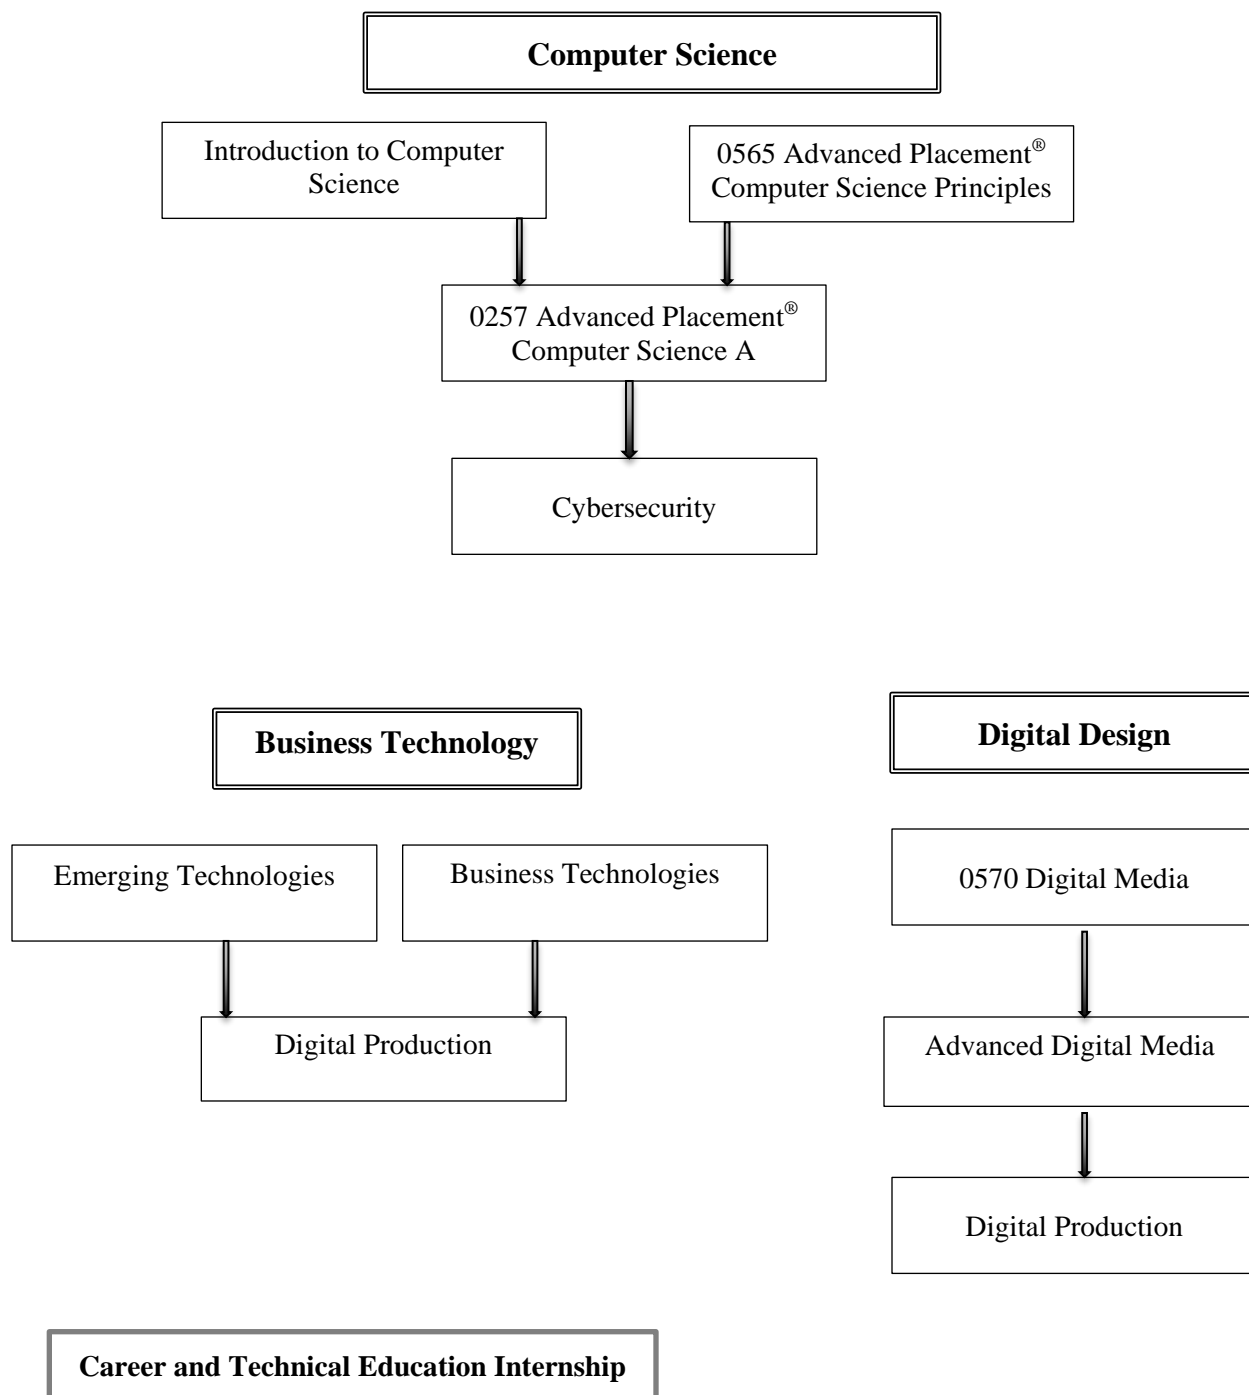 Computer Science
Introduction to Computer
Science
0565 Advanced Placement®
Computer Science Principles
0257 Advanced Placement®
Computer Science A
Cybersecurity
Business Technology
Digital Design
Emerging Technologies
Business Technologies
0570 Digital Media
Digital Production
Advanced Digital Media
Digital Production
Career and Technical Education Internship